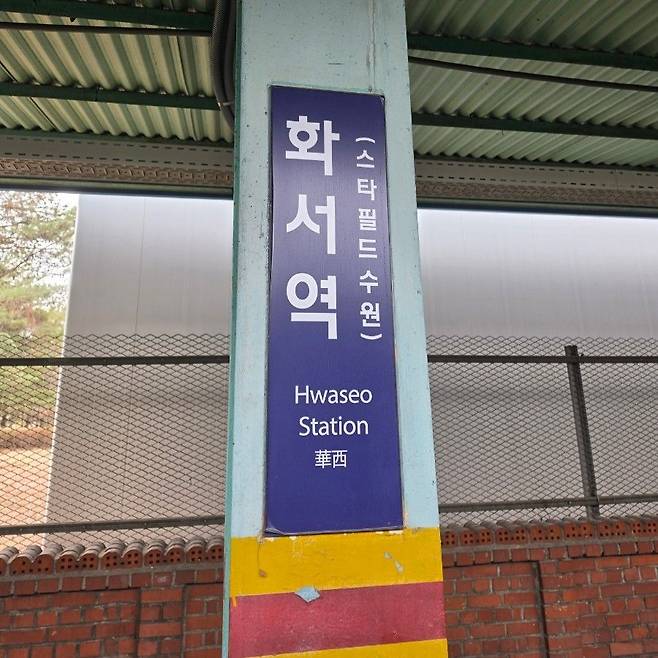 화서역
(스타필드수원)
Hwaseo
Station
華西